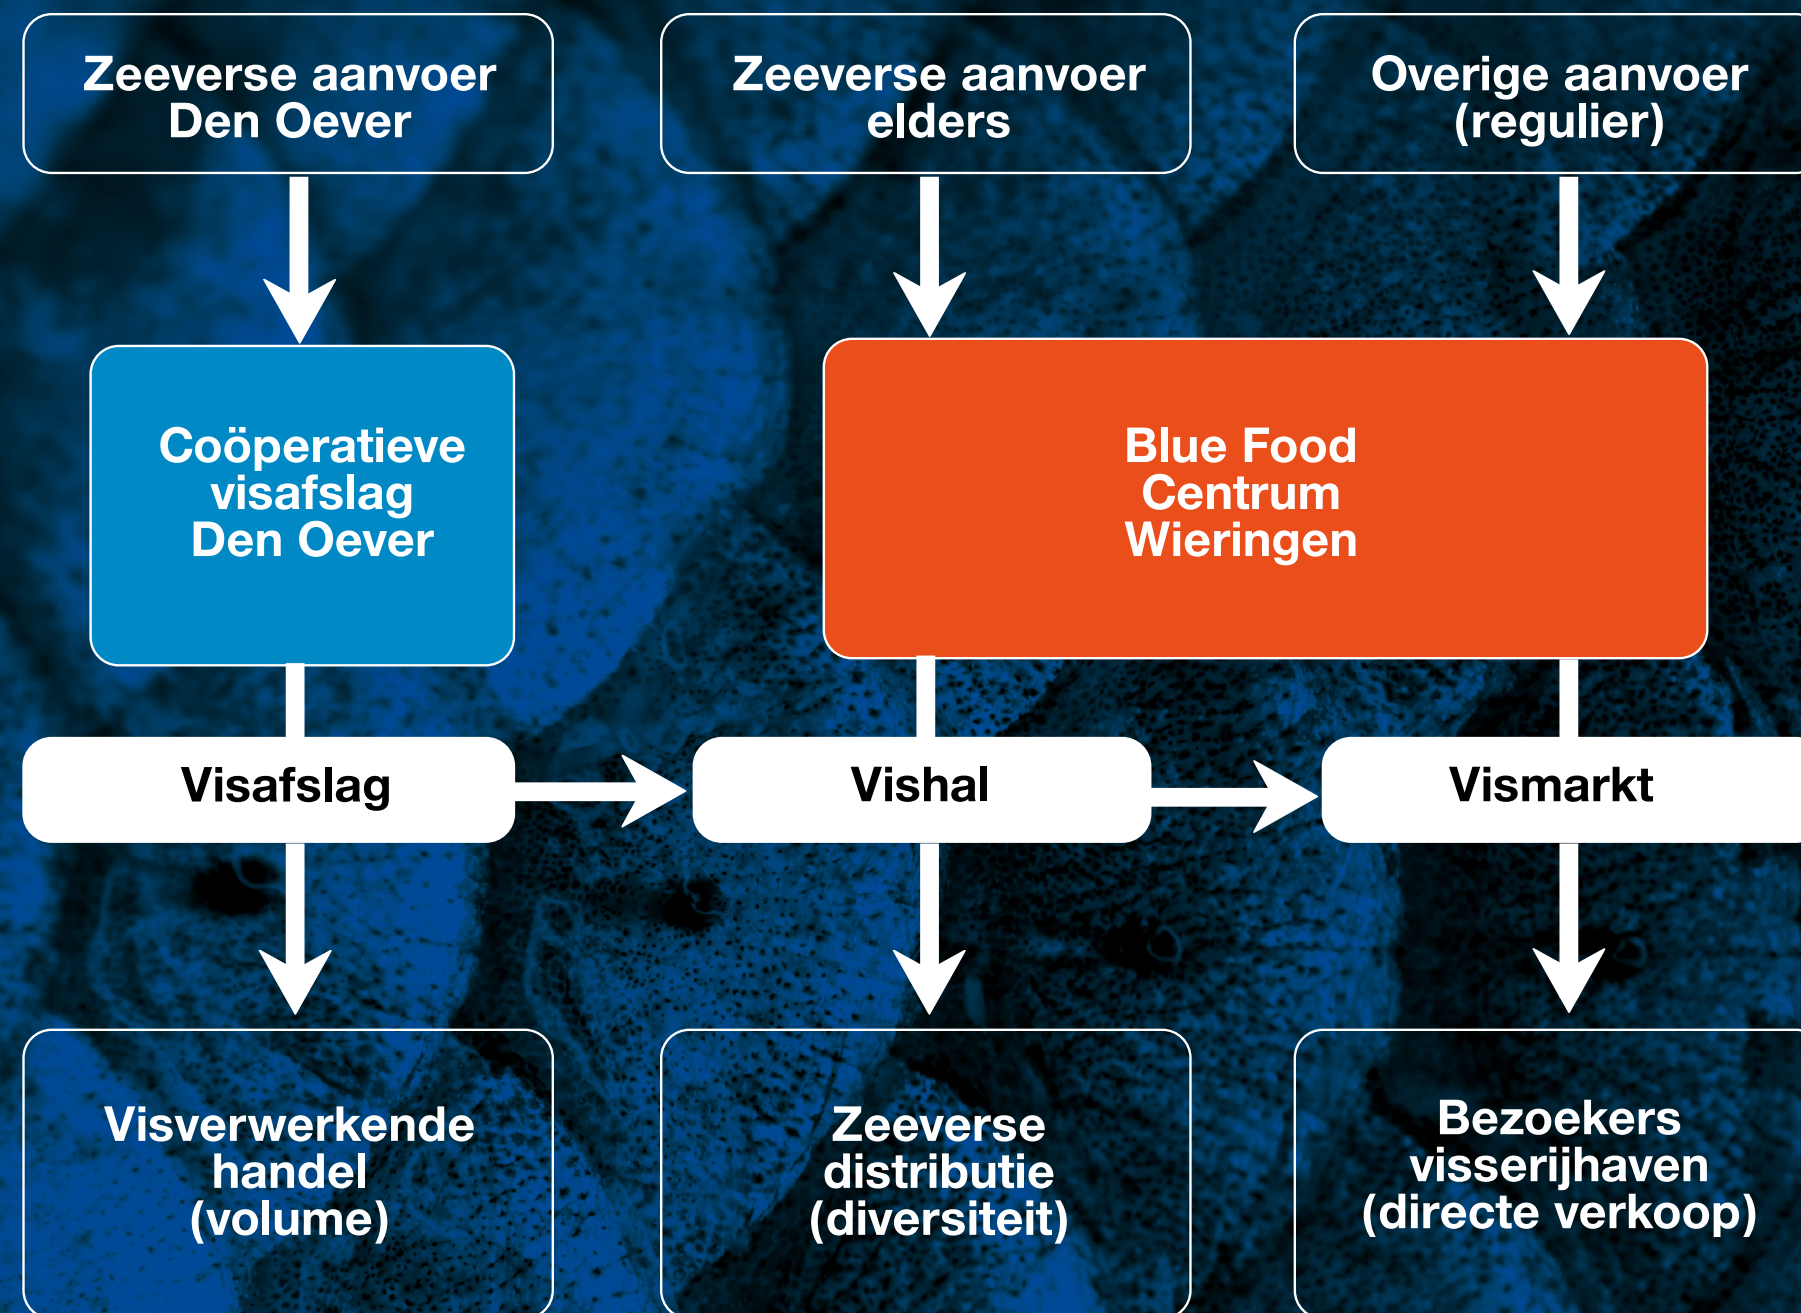 Zeeverse aanvoer
Den Oever
Zeeverse aanvoer
elders
Overige aanvoer
(regulier)
Coöperatieve
visafslag
Den Oever
Blue Food
Centrum
Wieringen
Visafslag
Vishal
Vismarkt
Visverwerkende
handel
(volume)
Zeeverse
distributie
(diversiteit)
Bezoekers
visserijhaven
(directe verkoop)